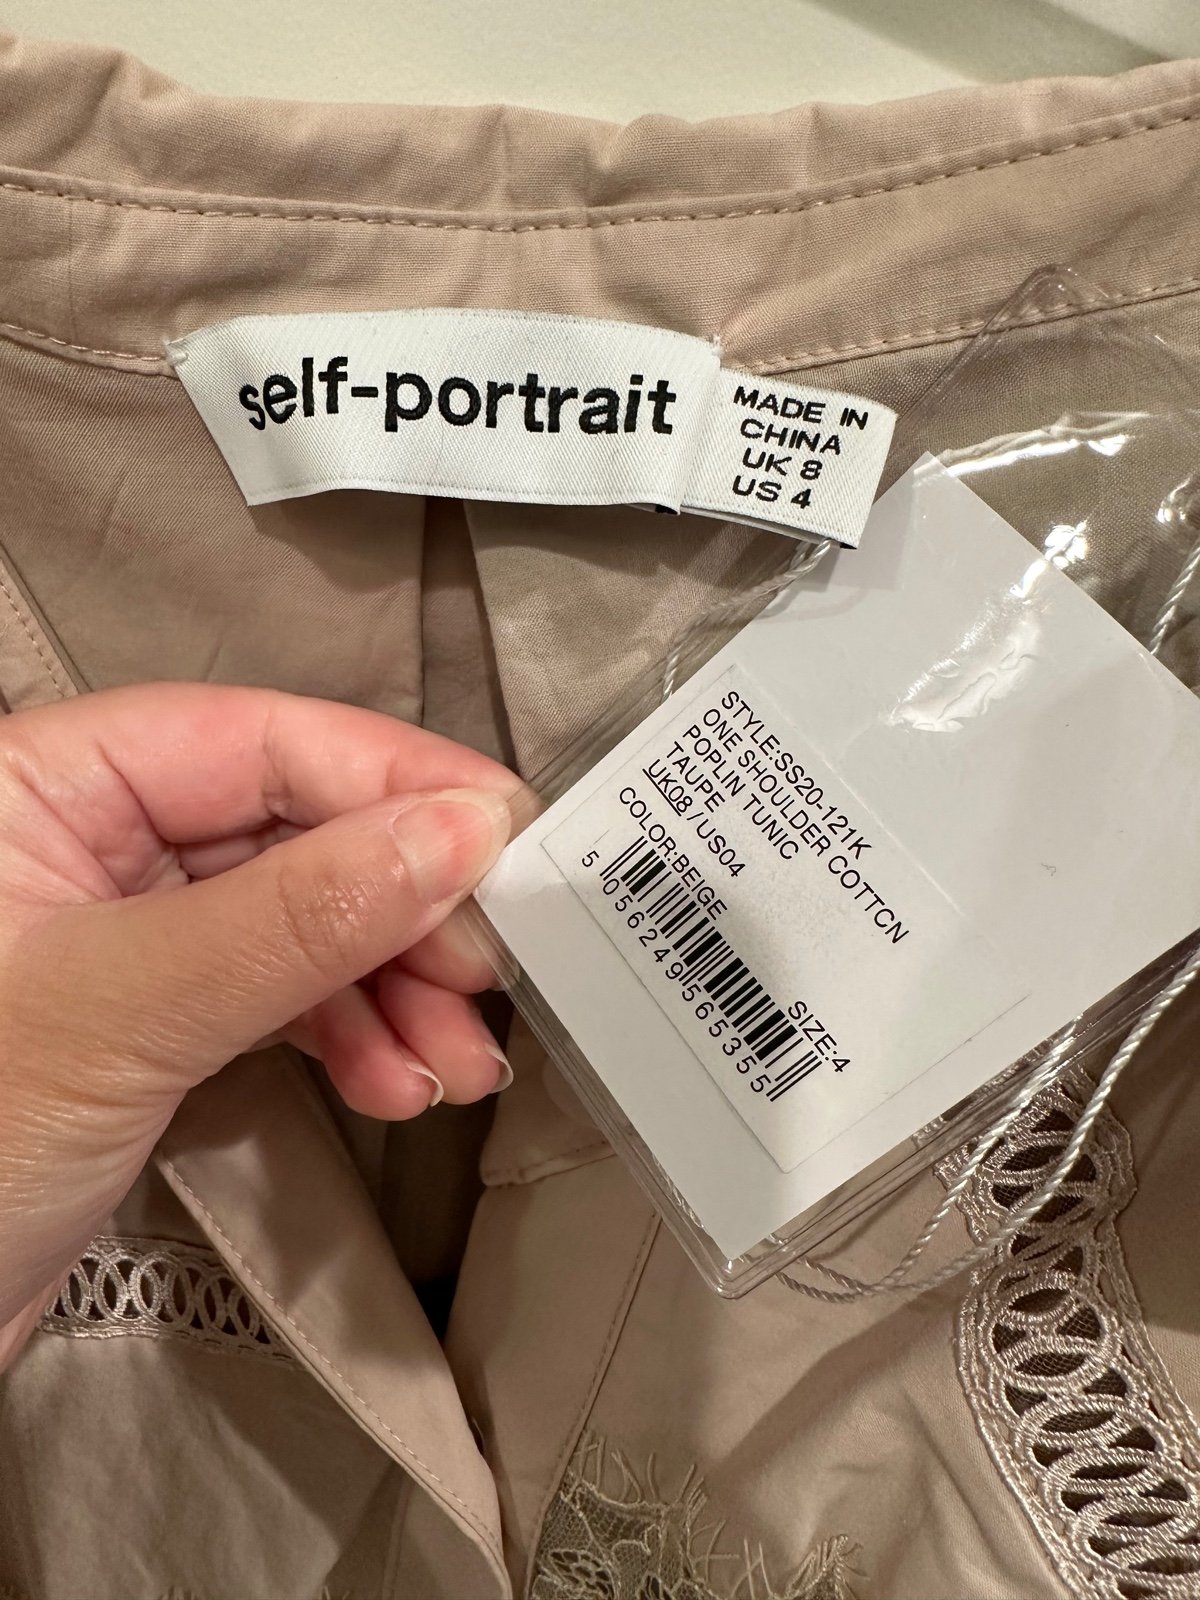 self-portrait
MADE IN
CHINA
UK 8
US 4
STYLE:SS20-121K
ONE SHOULDER COTTCN
POPLIN TUNIC
TAUPE
UK08 / US04
COLOR:BEIGE
SIZE:4
5 056249 565355